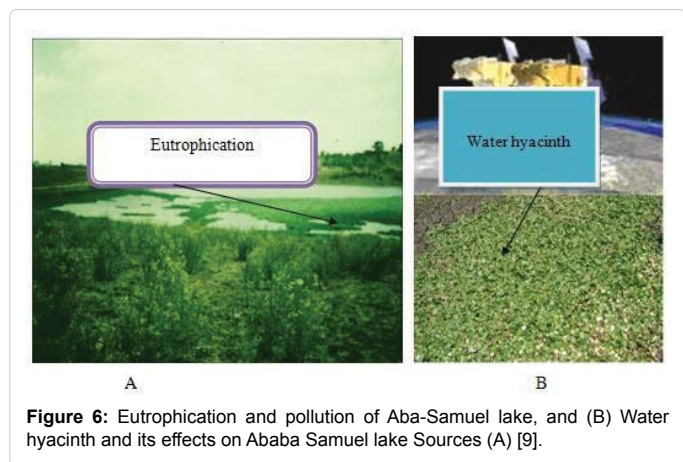 Eutrophication
Water hyacinth
A
B
Figure 6: Eutrophication and pollution of Aba-Samuel lake, and (B) Water
hyacinth and its effects on Ababa Samuel lake Sources (A) [9].